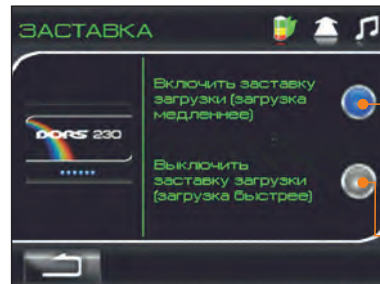 ЗАСТАВКА
Включить заставку
загрузки (загрузка
медленнее)
DORS 230
Выключить
заставку загрузки
(загрузка быстрее)